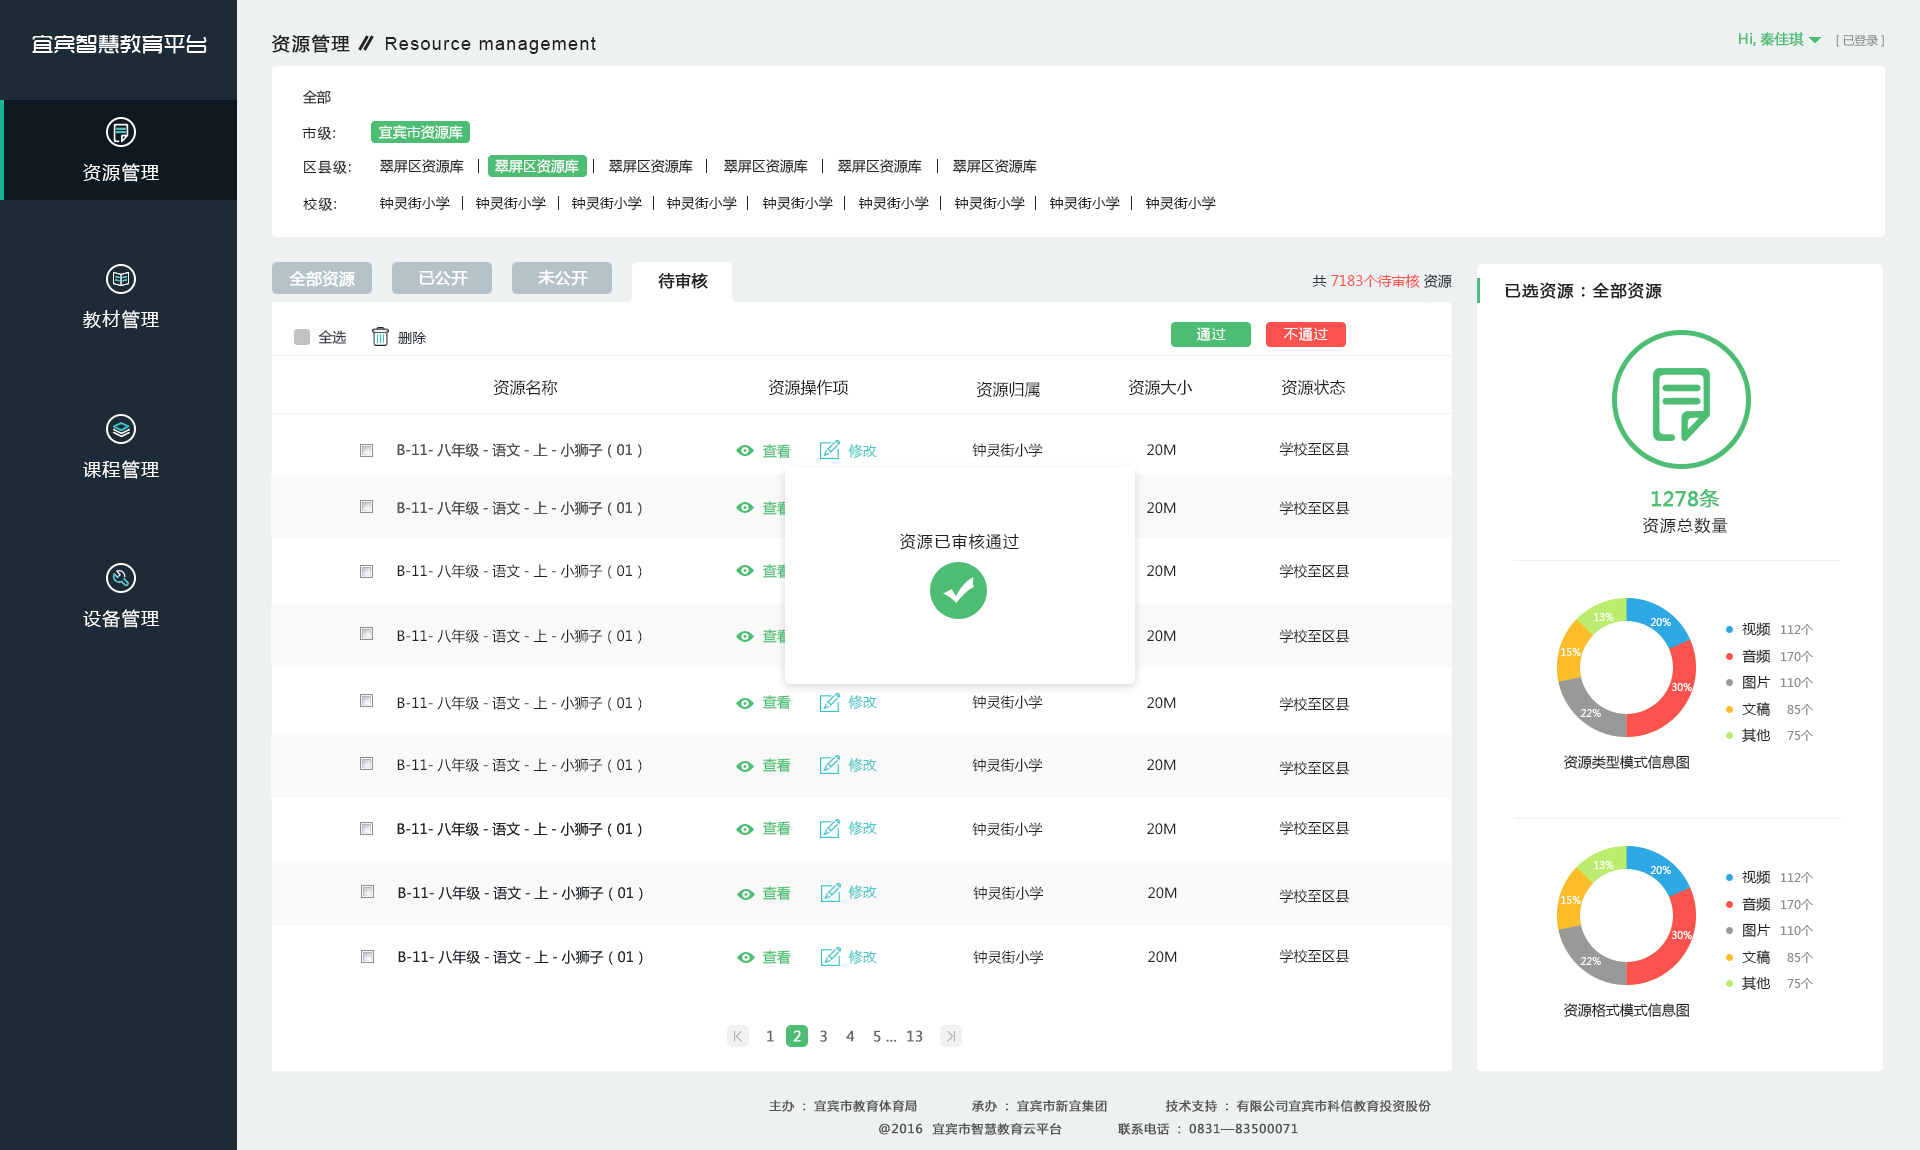 宜宾智慧教育平台
资源管理
教材管理
课程管理
设备管理
资源管理 // Resource management
Hi, 秦佳琪 [ 已登录 ]
全部
市级: 宜宾市资源库
区县级: 翠屏区资源库 | 翠屏区资源库 | 翠屏区资源库 | 翠屏区资源库 | 翠屏区资源库 | 翠屏区资源库
校级: 钟灵街小学 | 钟灵街小学 | 钟灵街小学 | 钟灵街小学 | 钟灵街小学 | 钟灵街小学 | 钟灵街小学 | 钟灵街小学 | 钟灵街小学
全部资源 已公开 未公开 待审核 共 7183个待审核 资源
全选 删除 通过 不通过
资源名称 资源操作项 资源归属 资源大小 资源状态
B-11- 八年级 - 语文 - 上 - 小狮子 ( 01 ) 查看 修改 钟灵街小学 20M 学校至区县
B-11- 八年级 - 语文 - 上 - 小狮子 ( 01 ) 查看 20M 学校至区县
B-11- 八年级 - 语文 - 上 - 小狮子 ( 01 ) 查看 20M 学校至区县
B-11- 八年级 - 语文 - 上 - 小狮子 ( 01 ) 查看 20M 学校至区县
B-11- 八年级 - 语文 - 上 - 小狮子 ( 01 ) 查看 修改 钟灵街小学 20M 学校至区县
B-11- 八年级 - 语文 - 上 - 小狮子 ( 01 ) 查看 修改 钟灵街小学 20M 学校至区县
B-11- 八年级 - 语文 - 上 - 小狮子 ( 01 ) 查看 修改 钟灵街小学 20M 学校至区县
B-11- 八年级 - 语文 - 上 - 小狮子 ( 01 ) 查看 修改 钟灵街小学 20M 学校至区县
B-11- 八年级 - 语文 - 上 - 小狮子 ( 01 ) 查看 修改 钟灵街小学 20M 学校至区县
资源已审核通过
1 2 3 4 5 ... 13
已选资源：全部资源
1278条
资源总数量
13% 20% 15% 30% 22%
视频 112个
音频 170个
图片 110个
文稿 85个
其他 75个
资源类型模式信息图
13% 20% 15% 30% 22%
视频 112个
音频 170个
图片 110个
文稿 85个
其他 75个
资源格式模式信息图
主办 ： 宜宾市教育体育局 承办 ： 宜宾市新宜集团 技术支持 ： 有限公司宜宾市科信教育投资股份
@2016 宜宾市智慧教育云平台 联系电话 ： 0831—83500071